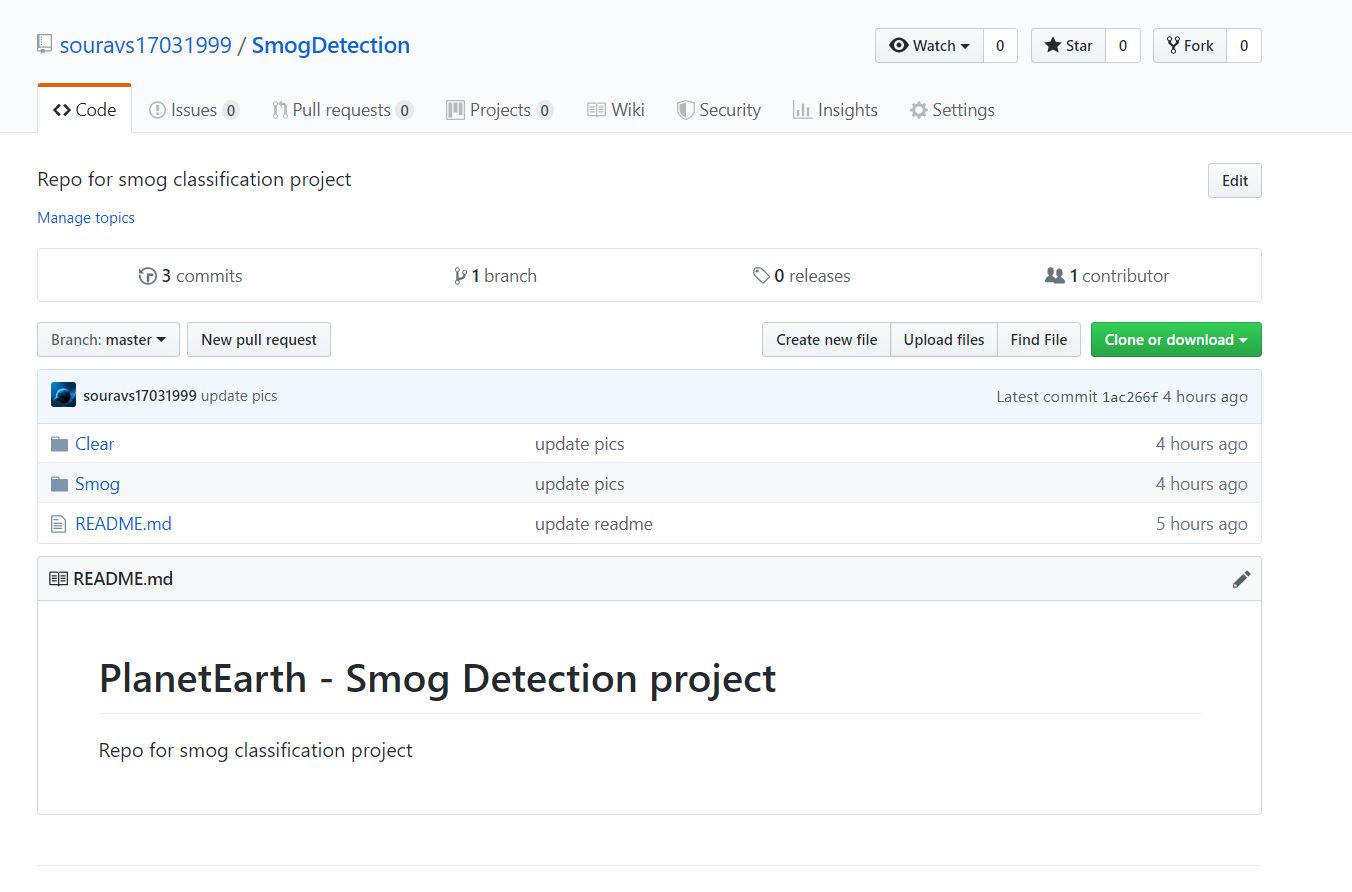 souravs17031999 / SmogDetection Watch 0 Star 0 Fork 0
Code Issues 0 Pull requests 0 Projects 0 Wiki Security Insights Settings
Repo for smog classification project Edit
Manage topics
3 commits 1 branch 0 releases 1 contributor
Branch: master New pull request Create new file Upload files Find File Clone or download
souravs17031999 update pics Latest commit 1ac266f 4 hours ago
Clear update pics 4 hours ago
Smog update pics 4 hours ago
README.md update readme 5 hours ago
README.md
PlanetEarth - Smog Detection project
Repo for smog classification project